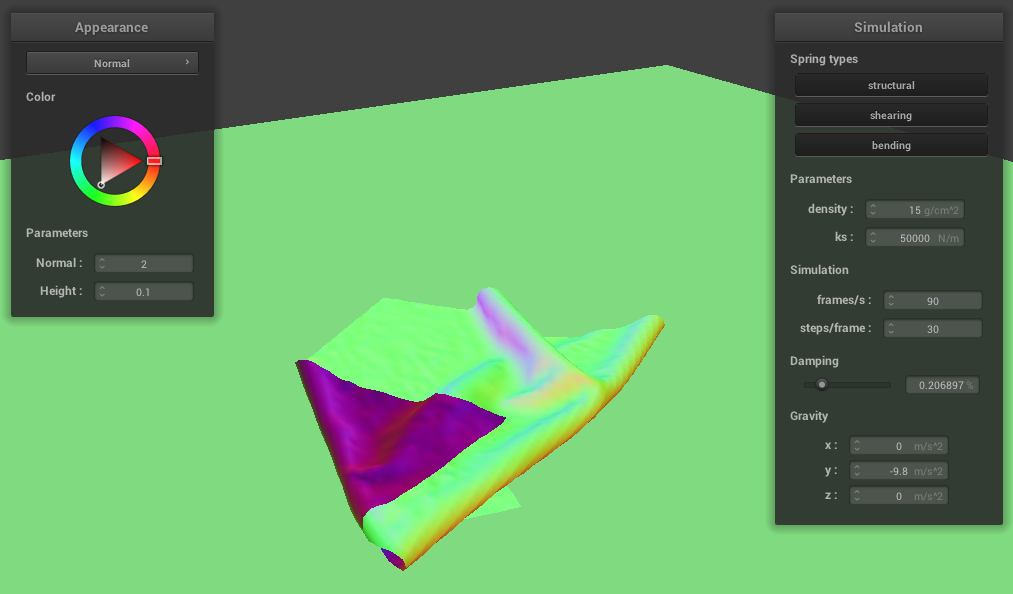 Appearance
Normal
Color
Parameters
Normal : 2
Height : 0.1
Simulation
Spring types
structural
shearing
bending
Parameters
density : 15 g/cm^2
ks : 50000 N/m
Simulation
frames/s : 90
steps/frame : 30
Damping
0.206897 %
Gravity
x : 0 m/s^2
y : -9.8 m/s^2
z : 0 m/s^2